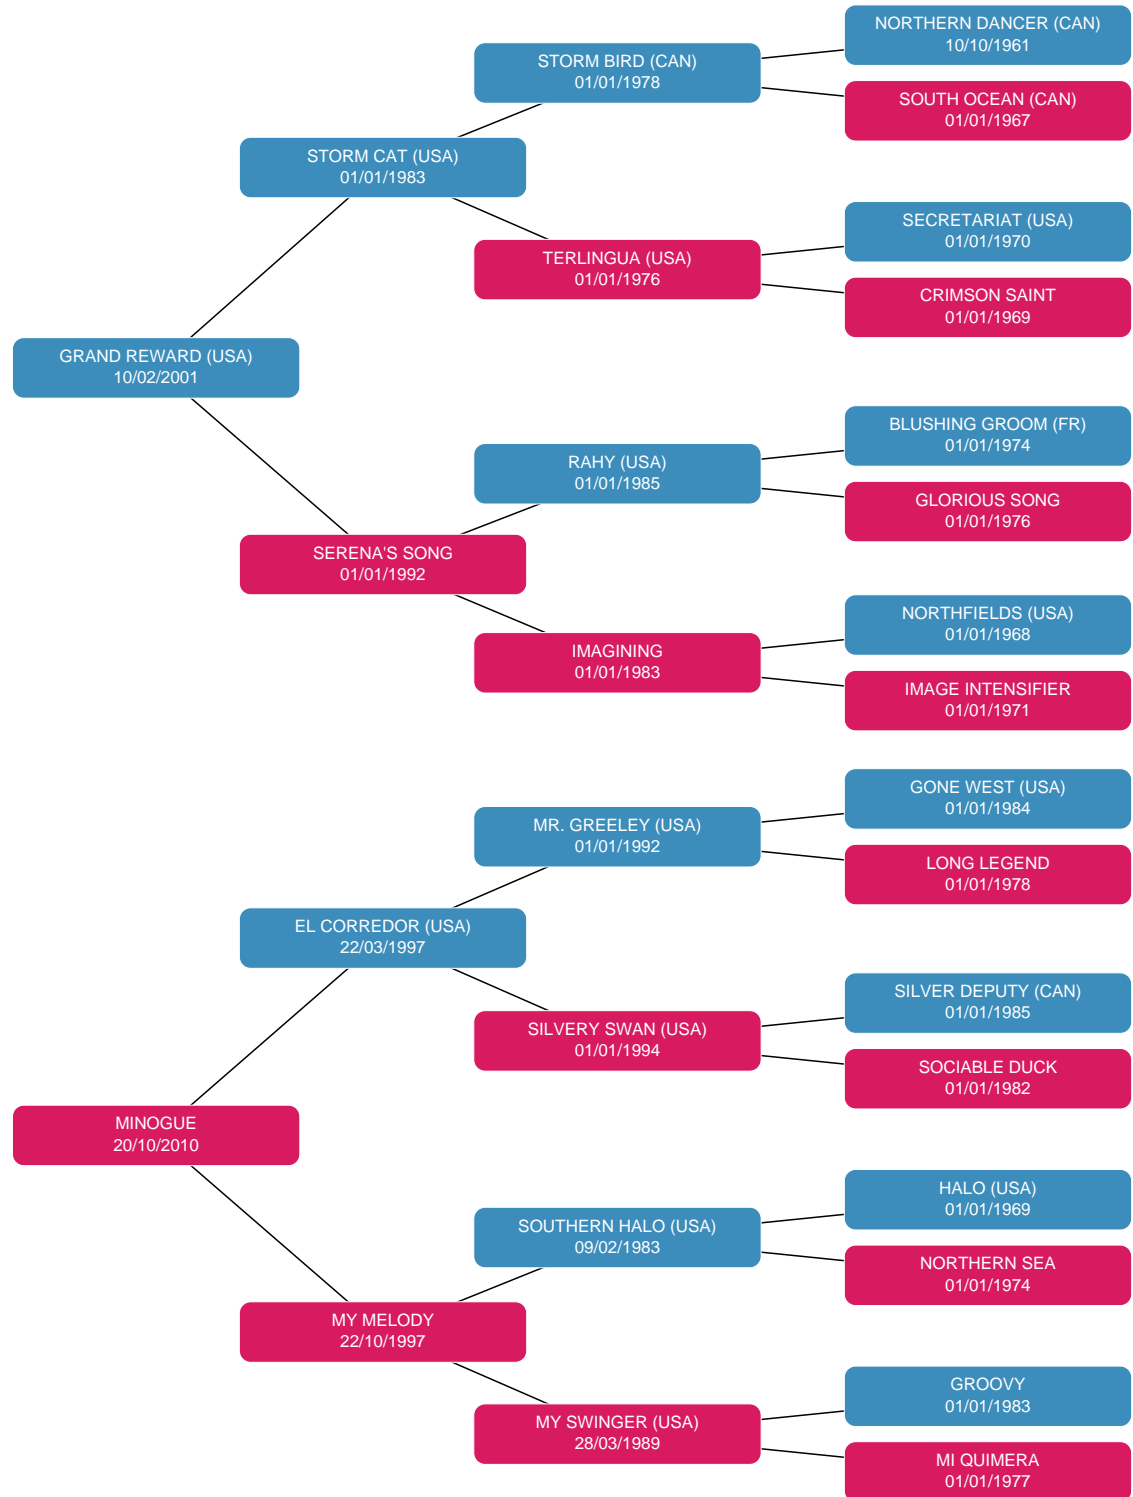 NORTHERN DANCER (CAN)
10/10/1961
STORM BIRD (CAN)
01/01/1978
SOUTH OCEAN (CAN)
01/01/1967
STORM CAT (USA)
01/01/1983
SECRETARIAT (USA)
01/01/1970
TERLINGUA (USA)
01/01/1976
CRIMSON SAINT
01/01/1969
GRAND REWARD (USA)
10/02/2001
BLUSHING GROOM (FR)
01/01/1974
RAHY (USA)
01/01/1985
GLORIOUS SONG
01/01/1976
SERENA'S SONG
01/01/1992
NORTHFIELDS (USA)
01/01/1968
IMAGINING
01/01/1983
IMAGE INTENSIFIER
01/01/1971
GONE WEST (USA)
01/01/1984
MR. GREELEY (USA)
01/01/1992
LONG LEGEND
01/01/1978
EL CORREDOR (USA)
22/03/1997
SILVER DEPUTY (CAN)
01/01/1985
SILVERY SWAN (USA)
01/01/1994
SOCIABLE DUCK
01/01/1982
MINOGUE
20/10/2010
HALO (USA)
01/01/1969
SOUTHERN HALO (USA)
09/02/1983
NORTHERN SEA
01/01/1974
MY MELODY
22/10/1997
GROOVY
01/01/1983
MY SWINGER (USA)
28/03/1989
MI QUIMERA
01/01/1977